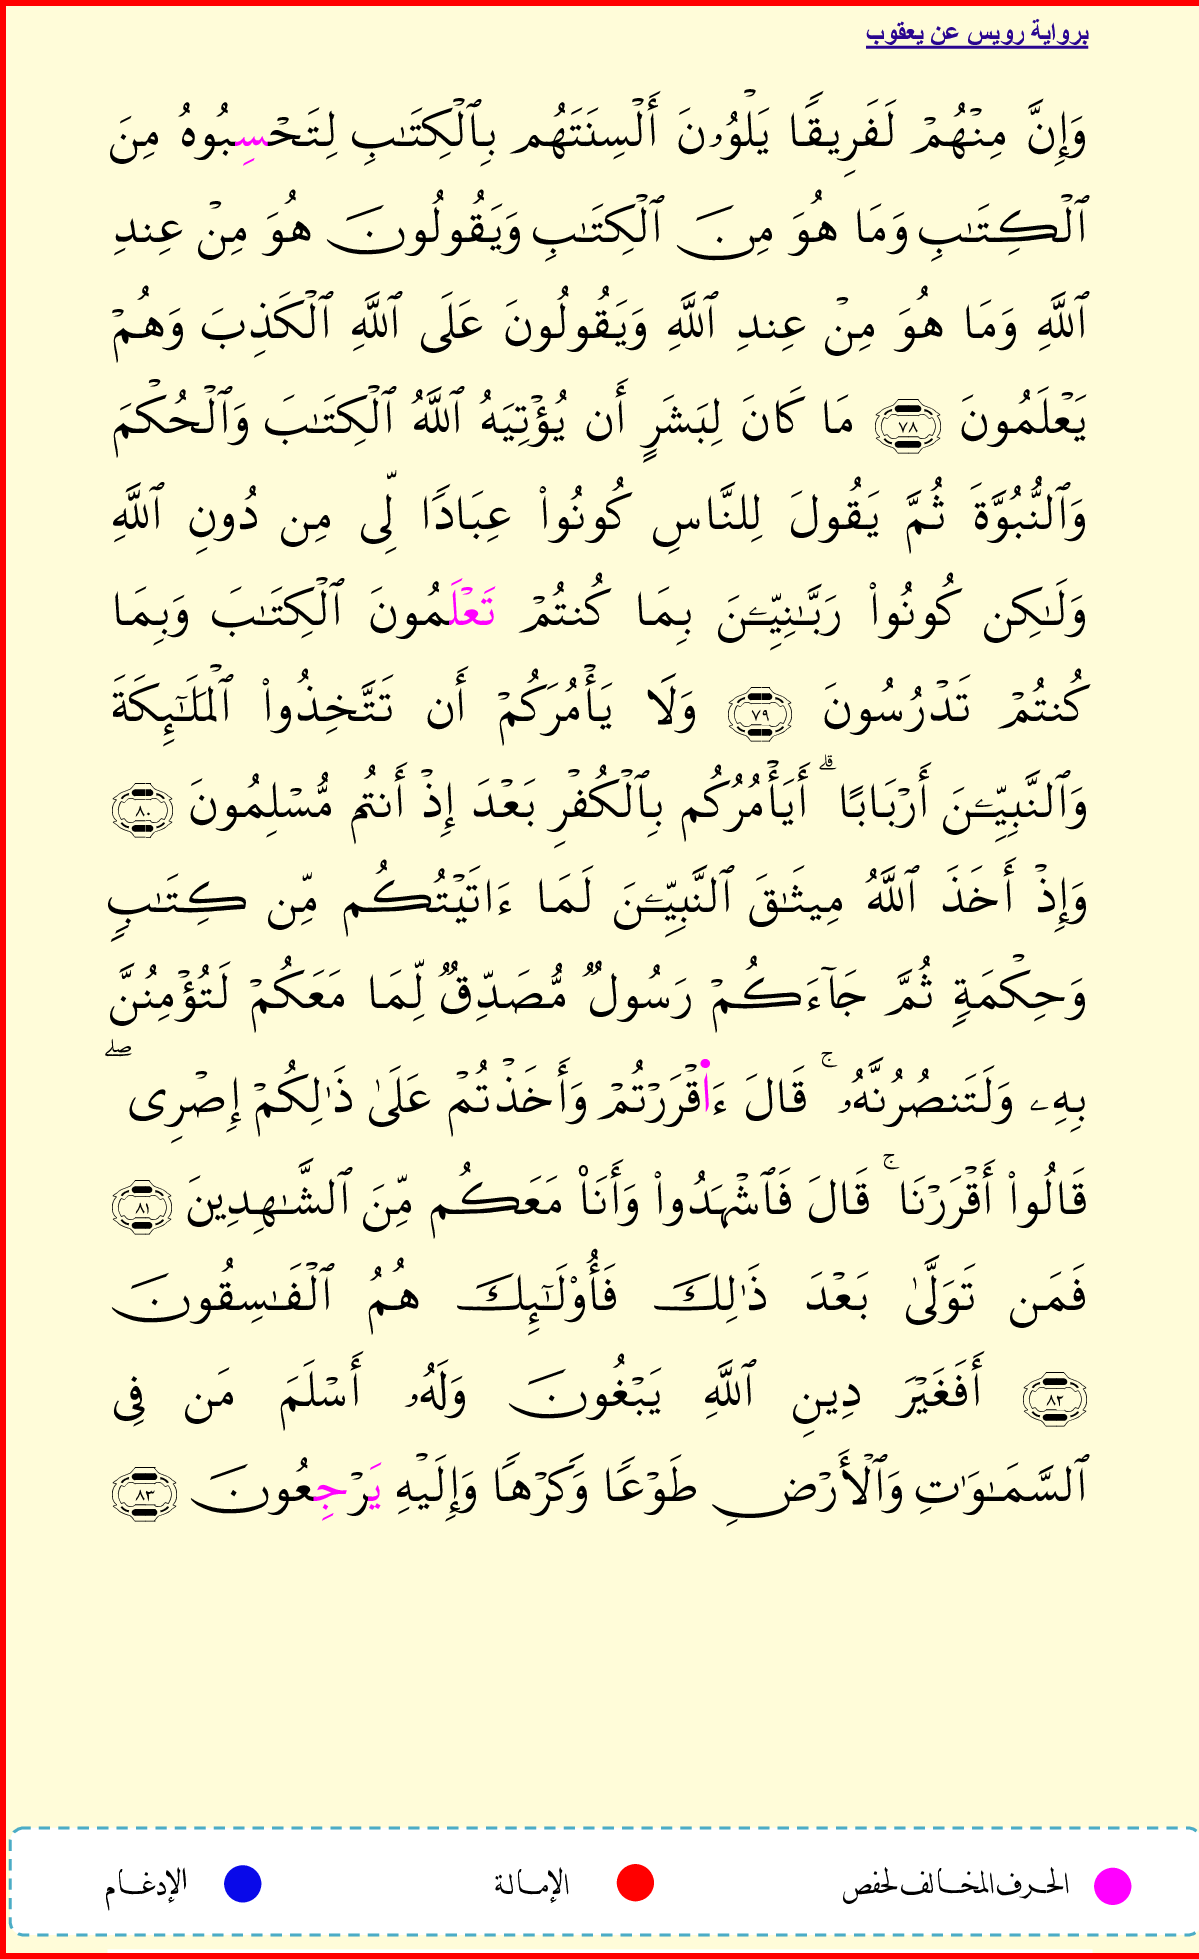 برواية رويس عن يعقوب
وَإِنَّ مِنْهُمْ لَفَرِيقًا يَلْوُۥنَ أَلْسِنَتَهُم بِٱلْكِتَـٰبِ لِتَحْسِبُوهُ مِنَ
ٱلْكِتَـٰبِ وَمَا هُوَ مِنَ ٱلْكِتَـٰبِ وَيَقُولُونَ هُوَ مِنْ عِندِ
ٱللَّهِ وَمَا هُوَ مِنْ عِندِ ٱللَّهِ وَيَقُولُونَ عَلَى ٱللَّهِ ٱلْكَذِبَ وَهُمْ
يَعْلَمُونَ ٧٨ مَا كَانَ لِبَشَرٍ أَن يُؤْتِيَهُ ٱللَّهُ ٱلْكِتَـٰبَ وَٱلْحُكْمَ
وَٱلنُّبُوَّةَ ثُمَّ يَقُولَ لِلنَّاسِ كُونُوا۟ عِبَادًا لِّى مِن دُونِ ٱللَّهِ
وَلَـٰكِن كُونُوا۟ رَبَّـٰنِيِّـۧنَ بِمَا كُنتُمْ تَعْلَمُونَ ٱلْكِتَـٰبَ وَبِمَا
كُنتُمْ تَدْرُسُونَ ٧٩ وَلَا يَأْمُرَكُمْ أَن تَتَّخِذُوا۟ ٱلْمَلَـٰٓئِكَةَ
وَٱلنَّبِيِّـۧنَ أَرْبَابًا ۗ أَيَأْمُرُكُم بِٱلْكُفْرِ بَعْدَ إِذْ أَنتُم مُّسْلِمُونَ ٨٠
وَإِذْ أَخَذَ ٱللَّهُ مِيثَـٰقَ ٱلنَّبِيِّـۧنَ لَمَا ءَاتَيْتُكُم مِّن كِتَـٰبٍ
وَحِكْمَةٍ ثُمَّ جَآءَكُمْ رَسُولٌ مُّصَدِّقٌ لِّمَا مَعَكُمْ لَتُؤْمِنُنَّ
بِهِۦ وَلَتَنصُرُنَّهُۥ ۚ قَالَ ءَا۬قْرَرْتُمْ وَأَخَذْتُمْ عَلَىٰ ذَٰلِكُمْ إِصْرِى ۖ
قَالُوا۟ أَقْرَرْنَا ۚ قَالَ فَٱشْهَدُوا۟ وَأَنَا۠ مَعَكُم مِّنَ ٱلشَّـٰهِدِينَ ٨١
فَمَن تَوَلَّىٰ بَعْدَ ذَٰلِكَ فَأُو۟لَـٰٓئِكَ هُمُ ٱلْفَـٰسِقُونَ
٨٢ أَفَغَيْرَ دِينِ ٱللَّهِ يَبْغُونَ وَلَهُۥٓ أَسْلَمَ مَن فِى
ٱلسَّمَـٰوَٰتِ وَٱلْأَرْضِ طَوْعًا وَكَرْهًا وَإِلَيْهِ يَرْجِعُونَ ٨٣
الحرف المخالف لحفص الإمالة الإدغام